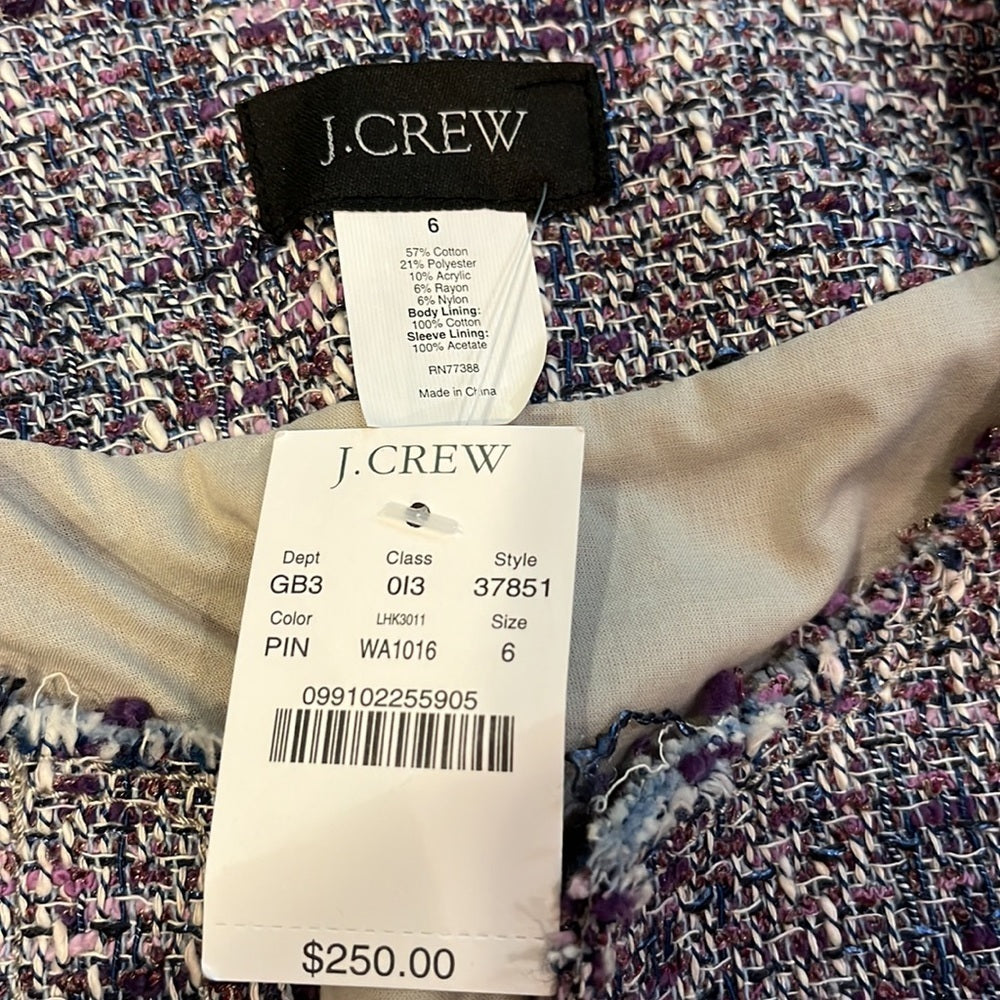 J.CREW
6
57% Cotton
21% Polyester
10% Acrylic
6% Rayon
6% Nylon
Body Lining:
100% Cotton
Sleeve Lining:
100% Acetate
RN77388
Made in China
J.CREW
Dept Class Style
GB3 0I3 37851
Color LHK3011 Size
PIN WA1016 6
099102255905
$250.00